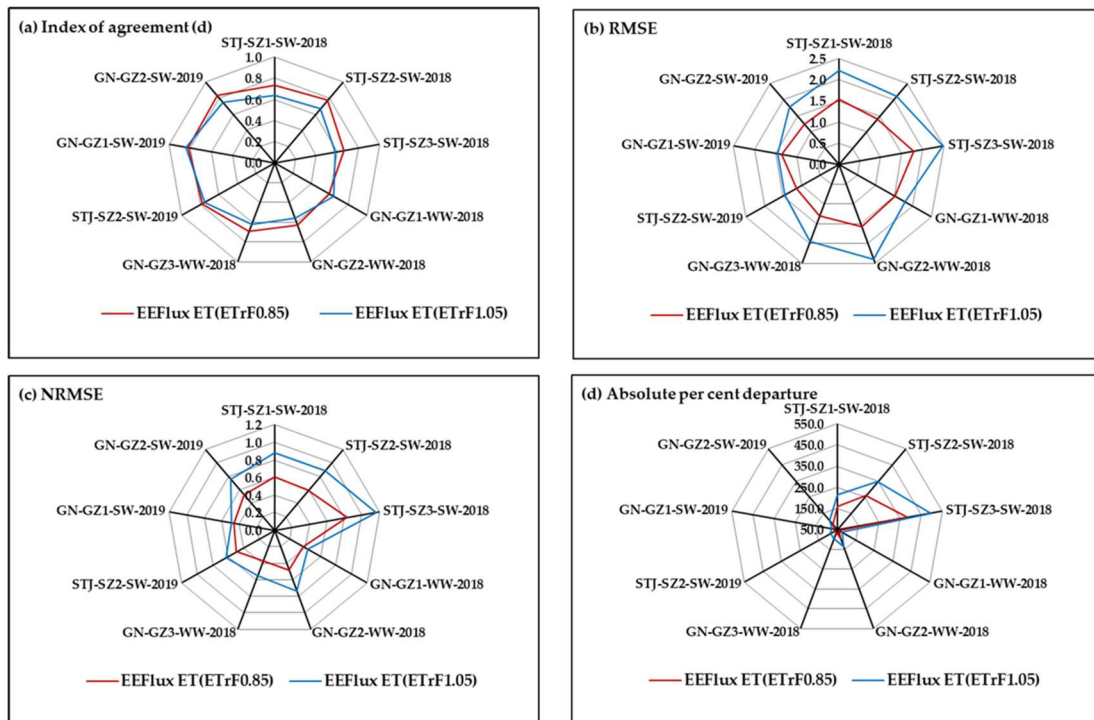 (a) Index of agreement (d)
STJ-SZ1-SW-2018
1.0
GN-GZ2-SW-2019
0.8
STJ-SZ2-SW-2018
0.6
0.4
GN-GZ1-SW-2019
0.2
STJ-SZ3-SW-2018
0.0
STJ-SZ2-SW-2019
GN-GZ1-WW-2018
GN-GZ3-WW-2018
GN-GZ2-WW-2018
EEFlux ET(ETrF0.85)
EEFlux ET(ETrF1.05)
(b) RMSE
STJ-SZ1-SW-2018
2.5
GN-GZ2-SW-2019
2.0
STJ-SZ2-SW-2018
1.5
1.0
GN-GZ1-SW-2019
0.5
STJ-SZ3-SW-2018
0.0
STJ-SZ2-SW-2019
GN-GZ1-WW-2018
GN-GZ3-WW-2018
GN-GZ2-WW-2018
EEFlux ET(ETrF0.85)
EEFlux ET(ETrF1.05)
(c) NRMSE
STJ-SZ1-SW-2018
1.2
GN-GZ2-SW-2019
1.0
STJ-SZ2-SW-2018
0.8
0.6
0.4
GN-GZ1-SW-2019
0.2
STJ-SZ3-SW-2018
0.0
STJ-SZ2-SW-2019
GN-GZ1-WW-2018
GN-GZ3-WW-2018
GN-GZ2-WW-2018
EEFlux ET(ETrF0.85)
EEFlux ET(ETrF1.05)
(d) Absolute per cent departure
STJ-SZ1-SW-2018
550.0
GN-GZ2-SW-2019
450.0
STJ-SZ2-SW-2018
350.0
250.0
GN-GZ1-SW-2019
150.0
STJ-SZ3-SW-2018
50.0
STJ-SZ2-SW-2019
GN-GZ1-WW-2018
GN-GZ3-WW-2018
GN-GZ2-WW-2018
EEFlux ET(ETrF0.85)
EEFlux ET(ETrF1.05)